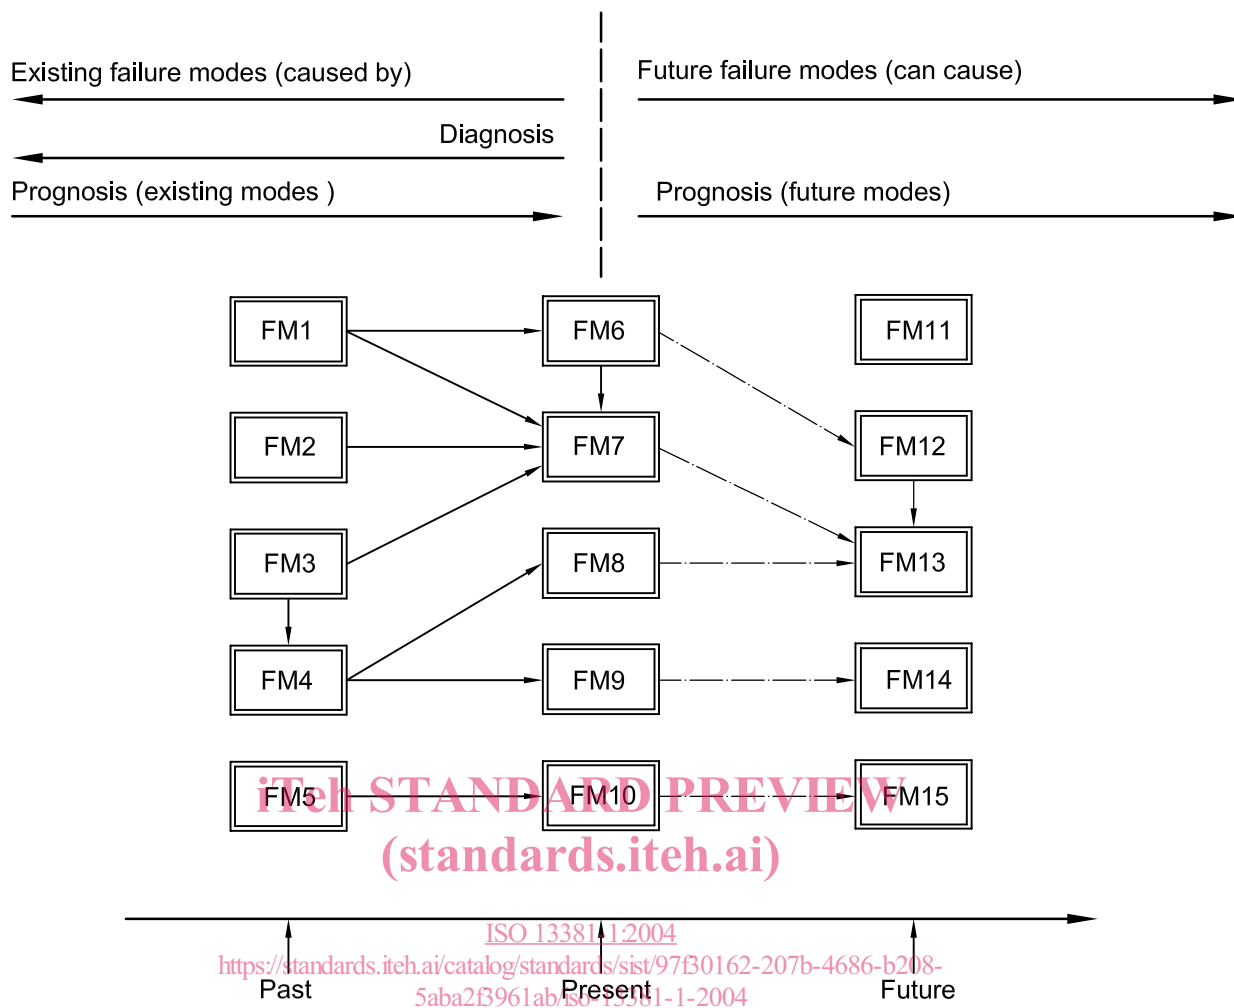 Existing failure modes (caused by)
Future failure modes (can cause)
Diagnosis
Prognosis (existing modes )
Prognosis (future modes)
FM1
FM6
FM11
FM2
FM7
FM12
FM3
FM8
FM13
FM4
FM9
FM14
FM5
FM10
FM15
iTeh STANDARD PREVIEW
(standards.iteh.ai)
ISO 13381-1:2004
https://standards.iteh.ai/catalog/standards/sist/97f30162-207b-4686-b208-
5aba2f3961ab/iso-13381-1-2004
Past
Present
Future